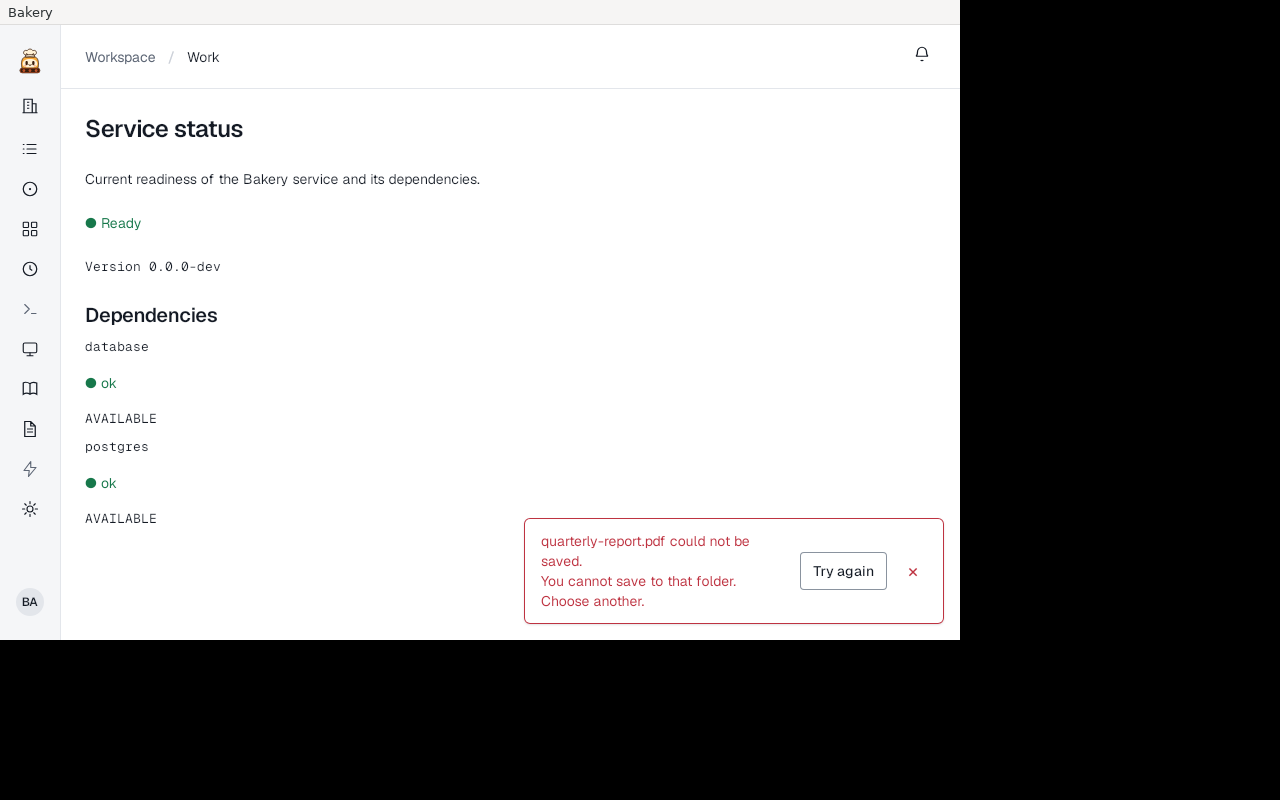 Bakery
Workspace / Work
Service status
Current readiness of the Bakery service and its dependencies.
Ready
Version 0.0.0-dev
Dependencies
database
ok
AVAILABLE
postgres
ok
AVAILABLE
quarterly-report.pdf could not be
saved.
You cannot save to that folder.
Choose another.
Try again
BA